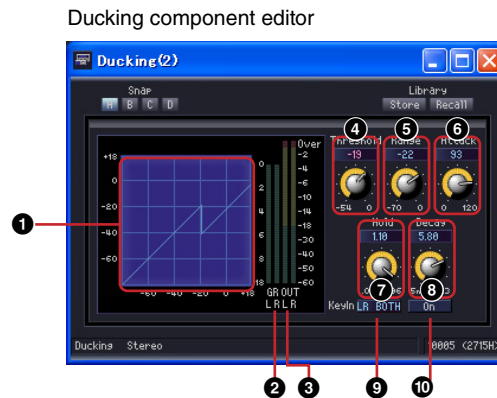 Ducking component editor
Ducking(2)
Snap
A B C D
Library
Store Recall
4 5 6
Threshold Range Attack
-19 -22 93
-54 0 -70 0 0 120
Hold Decay
1.10 5.80
7 8
KeyIn LR BOTH On
1
+18
0
-20
-40
-60
-60 -40 -20 0 +18
0
2
4
6
8
18
GR OUT
L R L R
Over
-2
-4
-6
-10
-14
-18
-30
-40
-50
-60
Ducking Stereo
(2715H)
2 3 9 10